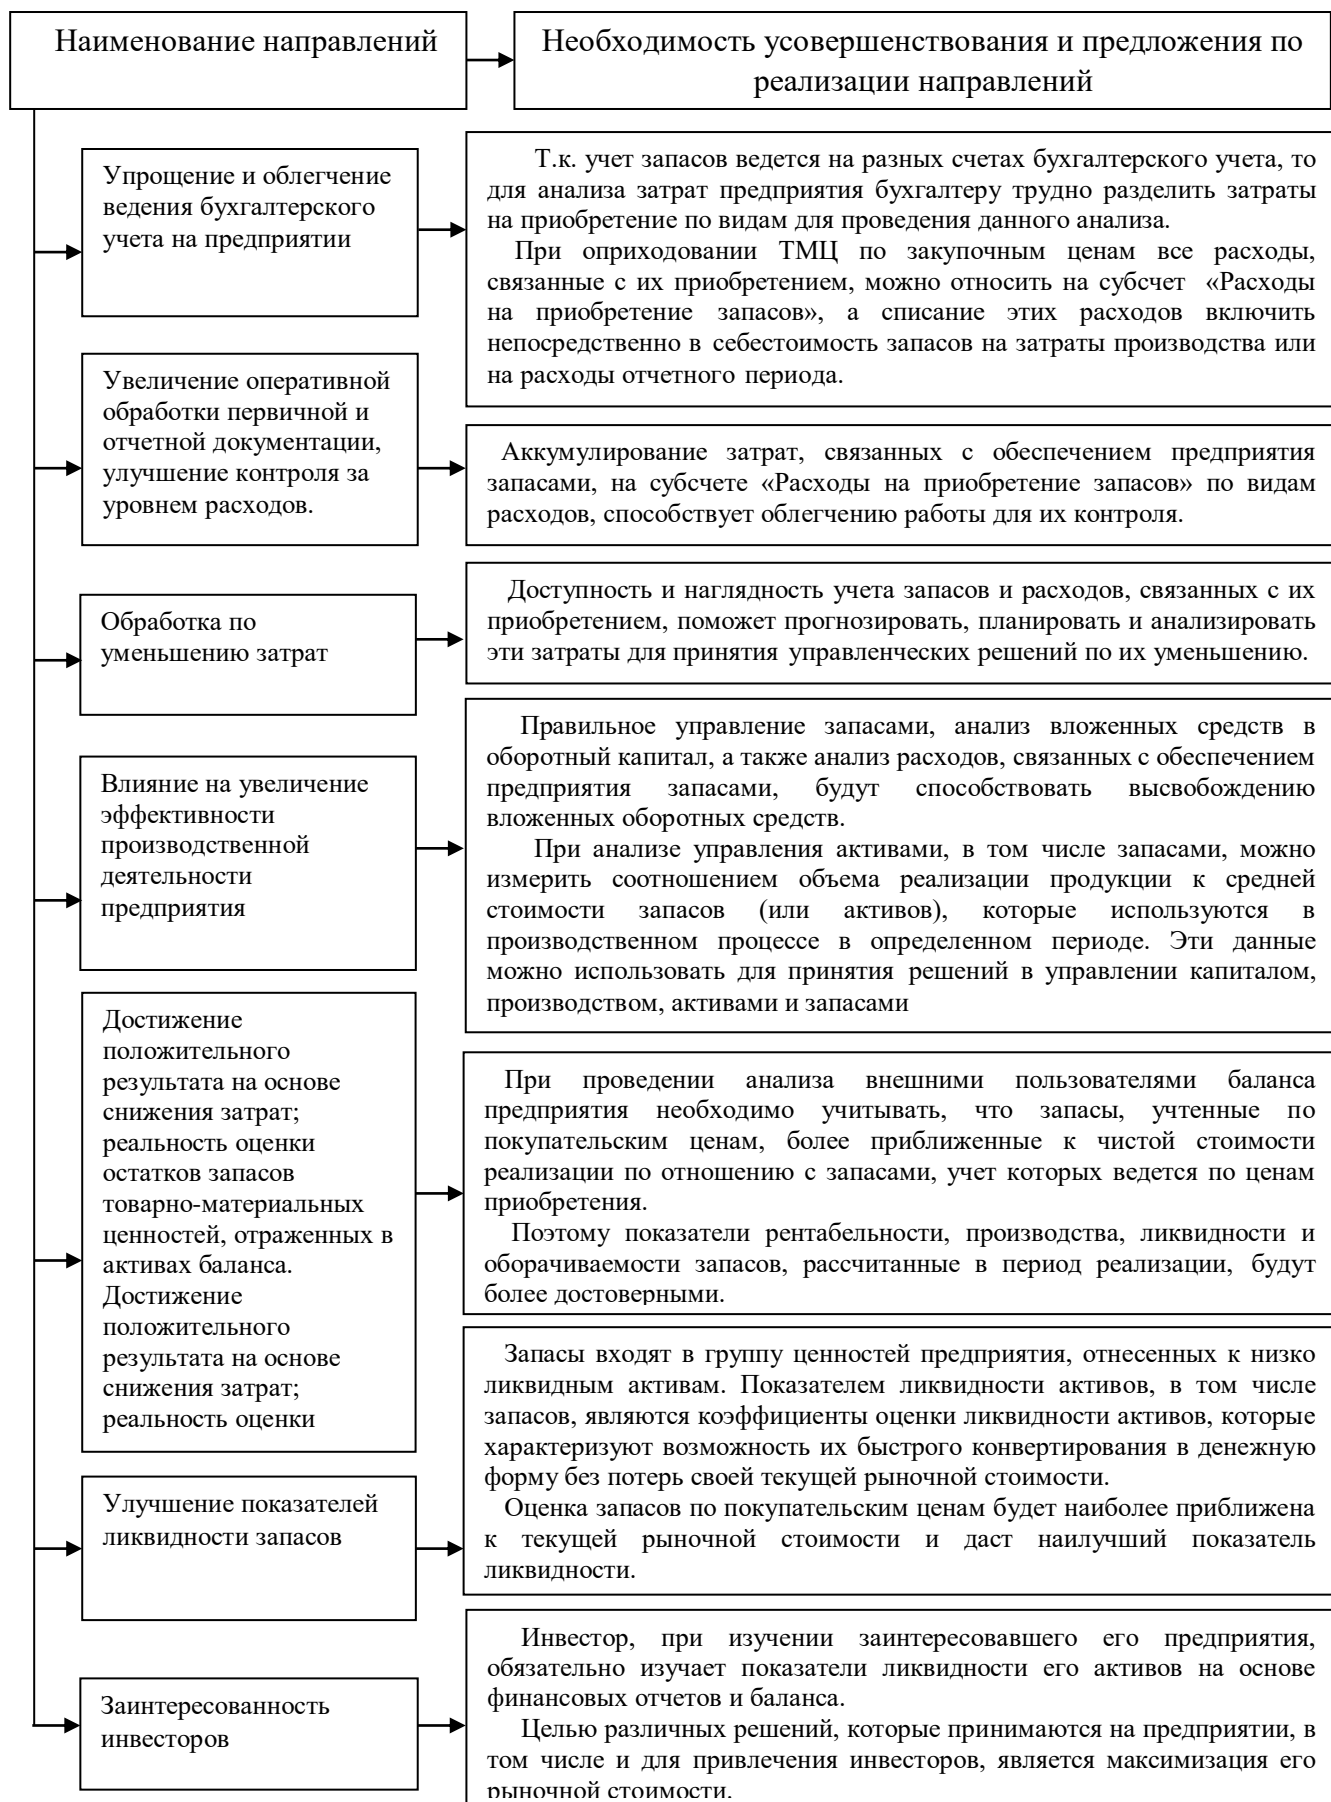 Наименование направлений
Необходимость усовершенствования и предложения по
реализации направлений
Упрощение и облегчение
ведения бухгалтерского
учета на предприятии
Т.к. учет запасов ведется на разных счетах бухгалтерского учета, то
для анализа затрат предприятия бухгалтеру трудно разделить затраты
на приобретение по видам для проведения данного анализа.
При оприходовании ТМЦ по закупочным ценам все расходы,
связанные с их приобретением, можно относить на субсчет «Расходы
на приобретение запасов», а списание этих расходов включить
непосредственно в себестоимость запасов на затраты производства или
на расходы отчетного периода.
Увеличение оперативной
обработки первичной и
отчетной документации,
улучшение контроля за
уровнем расходов.
Аккумулирование затрат, связанных с обеспечением предприятия
запасами, на субсчете «Расходы на приобретение запасов» по видам
расходов, способствует облегчению работы для их контроля.
Обработка по
уменьшению затрат
Доступность и наглядность учета запасов и расходов, связанных с их
приобретением, поможет прогнозировать, планировать и анализировать
эти затраты для принятия управленческих решений по их уменьшению.
Влияние на увеличение
эффективности
производственной
деятельности
предприятия
Правильное управление запасами, анализ вложенных средств в
оборотный капитал, а также анализ расходов, связанных с обеспечением
предприятия запасами, будут способствовать высвобождению
вложенных оборотных средств.
При анализе управления активами, в том числе запасами, можно
измерить соотношением объема реализации продукции к средней
стоимости запасов (или активов), которые используются в
производственном процессе в определенном периоде. Эти данные
можно использовать для принятия решений в управлении капиталом,
производством, активами и запасами
Достижение
положительного
результата на основе
снижения затрат;
реальность оценки
остатков запасов
товарно-материальных
ценностей, отраженных в
активах баланса.
Достижение
положительного
результата на основе
снижения затрат;
реальность оценки
При проведении анализа внешними пользователями баланса
предприятия необходимо учитывать, что запасы, учтенные по
покупательским ценам, более приближенные к чистой стоимости
реализации по отношению с запасами, учет которых ведется по ценам
приобретения.
Поэтому показатели рентабельности, производства, ликвидности и
оборачиваемости запасов, рассчитанные в период реализации, будут
более достоверными.
Улучшение показателей
ликвидности запасов
Запасы входят в группу ценностей предприятия, отнесенных к низко
ликвидным активам. Показателем ликвидности активов, в том числе
запасов, являются коэффициенты оценки ликвидности активов, которые
характеризуют возможность их быстрого конвертирования в денежную
форму без потерь своей текущей рыночной стоимости.
Оценка запасов по покупательским ценам будет наиболее приближена
к текущей рыночной стоимости и даст наилучший показатель
ликвидности.
Заинтересованность
инвесторов
Инвестор, при изучении заинтересовавшего его предприятия,
обязательно изучает показатели ликвидности его активов на основе
финансовых отчетов и баланса.
Целью различных решений, которые принимаются на предприятии, в
том числе и для привлечения инвесторов, является максимизация его
рыночной стоимости.